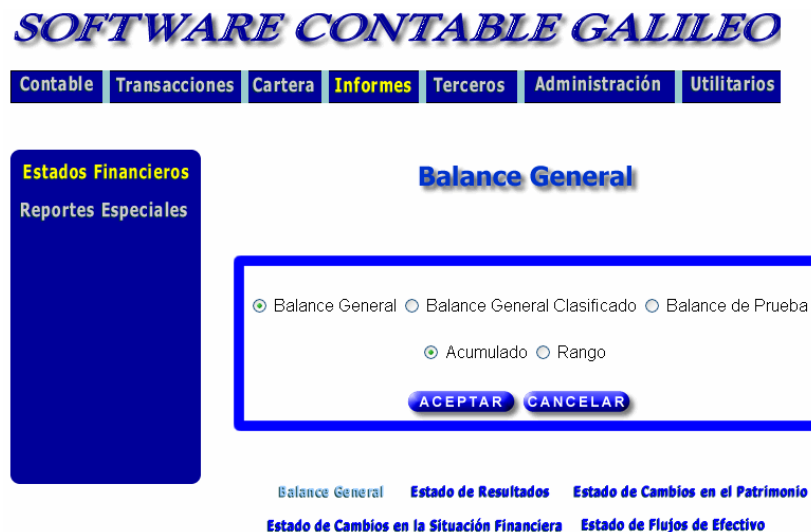 SOFTWARE CONTABLE GALILEO
Contable Transacciones Cartera Informes Terceros Administración Utilitarios
Estados Financieros
Reportes Especiales
Balance General
Balance General Balance General Clasificado Balance de Prueba
Acumulado Rango
ACEPTAR CANCELAR
Balance General Estado de Resultados Estado de Cambios en el Patrimonio
Estado de Cambios en la Situación Financiera Estado de Flujos de Efectivo